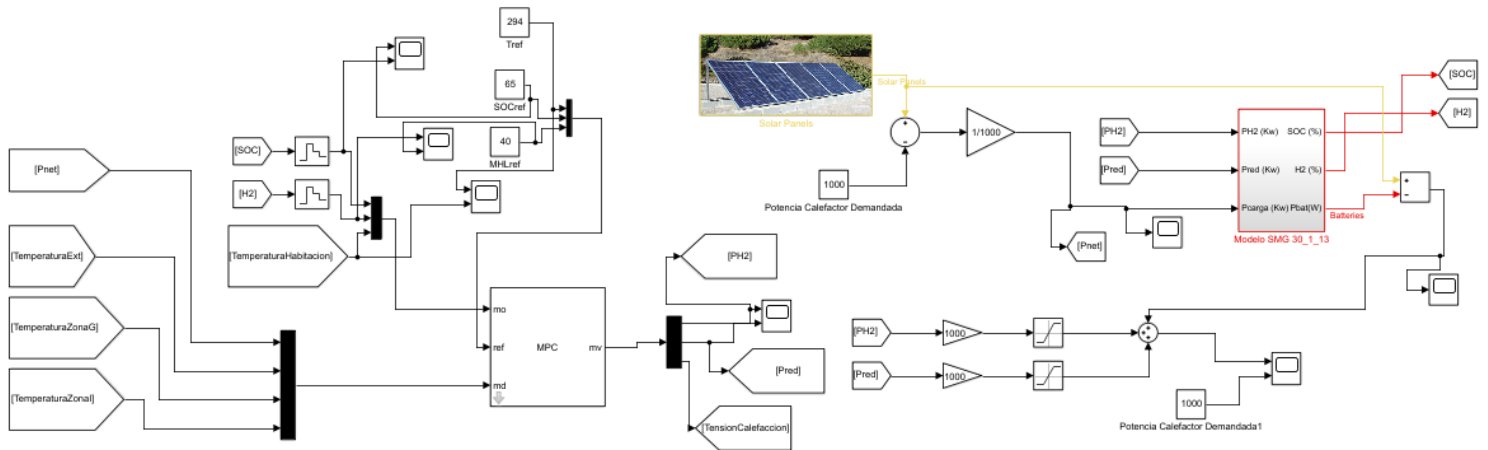 294
Tref
65
SOCref
40
MHLref
[SOC]
[H2]
[Pnet]
[TemperaturaHabitacion]
[TemperaturaExt]
[TemperaturaZonaG]
[TemperaturaZonaI]
mo
ref
md
MPC
mv
[PH2]
[Pred]
[TensionCalefaccion]
Solar Panels
Solar Panels
1000
Potencia Calefactor Demandada
1/1000
[Pnet]
[PH2]
[Pred]
PH2 (Kw)
SOC (%)
Pred (Kw)
H2 (%)
Pcarga (Kw)
Pbat(W)
Modelo SMG 30_1_13
Batteries
[SOC]
[H2]
[PH2]
1000
[Pred]
1000
1000
Potencia Calefactor Demandada1